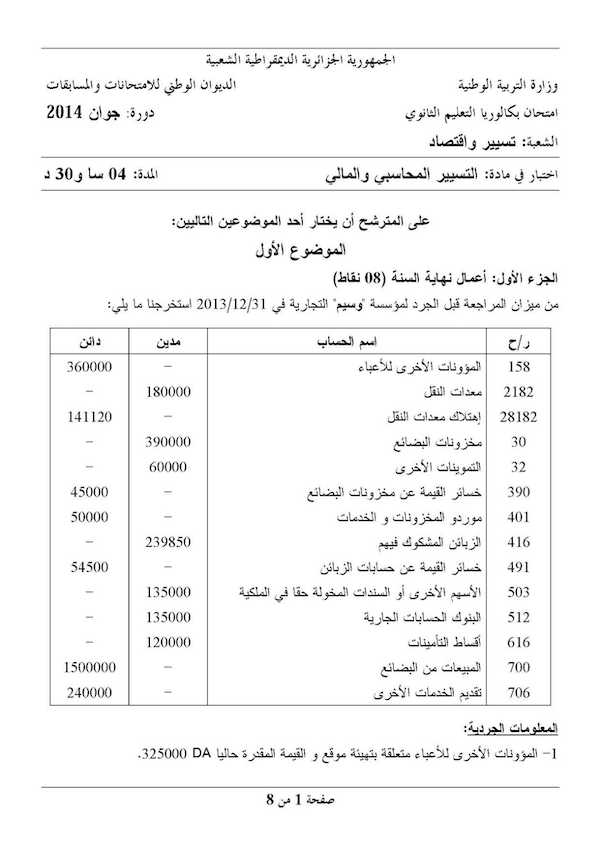 الجمهورية الجزائرية الديمقراطية الشعبية
وزارة التربية الوطنية الديوان الوطني للامتحانات والمسابقات
امتحان بكالوريا التعليم الثانوي دورة: جوان 2014
الشعبة: تسيير واقتصاد
اختبار في مادة: التسيير المحاسبي والمالي المدة: 04 سا و30 د
على المترشح أن يختار أحد الموضوعين التاليين:
الموضوع الأول
الجزء الأول: أعمال نهاية السنة (08 نقاط)
من ميزان المراجعة قبل الجرد لمؤسسة "وسيم" التجارية في 2013/12/31 استخرجنا ما يلي:
ر/ح اسم الحساب مدين دائن
158 المؤونات الأخرى للأعباء – 360000
2182 معدات النقل 180000 –
28182 إهتلاك معدات النقل – 141120
30 مخزونات البضائع 390000 –
32 التموينات الأخرى 60000 –
390 خسائر القيمة عن مخزونات البضائع – 45000
401 موردو المخزونات و الخدمات – 50000
416 الزبائن المشكوك فيهم 239850 –
491 خسائر القيمة عن حسابات الزبائن – 54500
503 الأسهم الأخرى أو السندات المخولة حقا في الملكية 135000 –
512 البنوك الحسابات الجارية 135000 –
616 أقساط التأمينات 120000 –
700 المبيعات من البضائع – 1500000
706 تقديم الخدمات الأخرى – 240000
المعلومات الجردية:
1– المؤونات الأخرى للأعباء متعلقة بتهيئة موقع و القيمة المقدرة حاليا 325000 DA.
صفحة 1 من 8